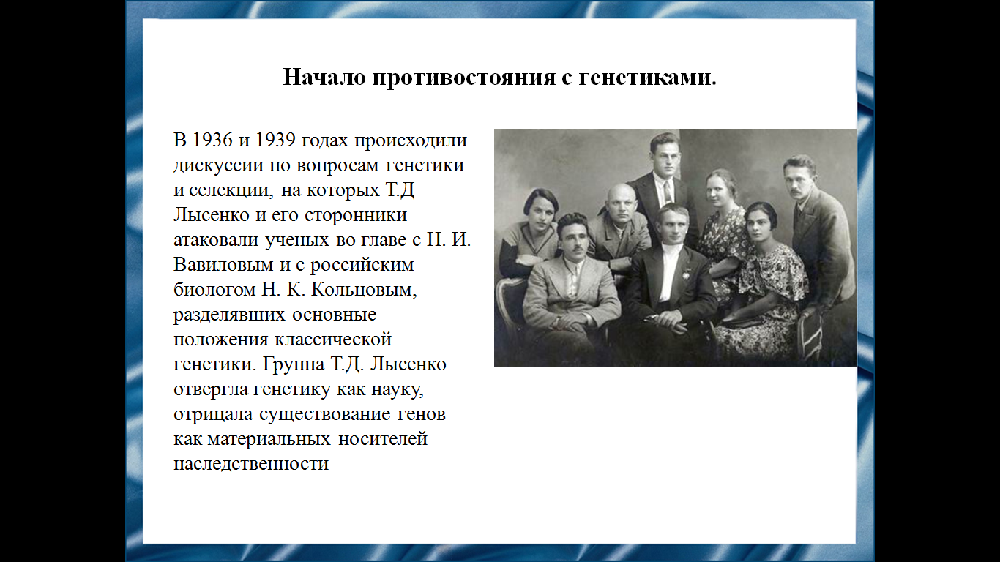 Начало противостояния с генетиками.
В 1936 и 1939 годах происходили
дискуссии по вопросам генетики
и селекции, на которых Т.Д
Лысенко и его сторонники
атаковали ученых во главе с Н. И.
Вавиловым и с российским
биологом Н. К. Кольцовым,
разделявших основные
положения классической
генетики. Группа Т.Д. Лысенко
отвергла генетику как науку,
отрицала существование генов
как материальных носителей
наследственности